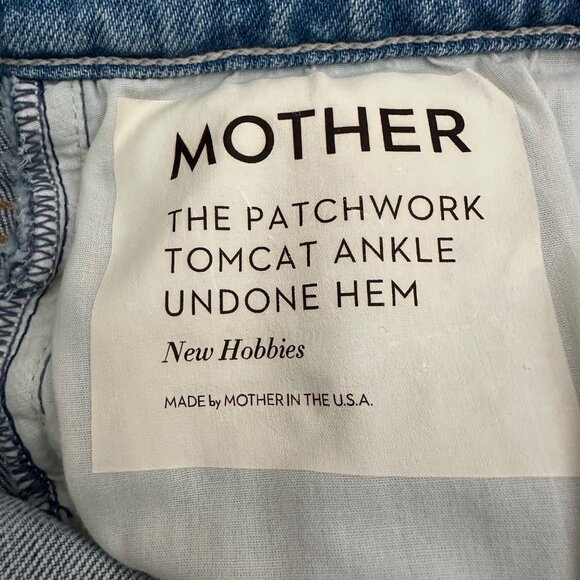 MOTHER
THE PATCHWORK
TOMCAT ANKLE
UNDONE HEM
New Hobbies
MADE by MOTHER IN THE U.S.A.